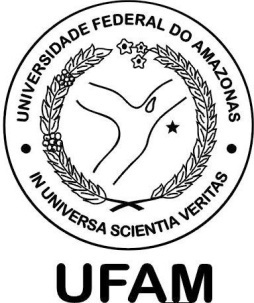 UNIVERSIDADE FEDERAL DO AMAZONAS
IN UNIVERSA SCIENTIA VERITAS
UFAM